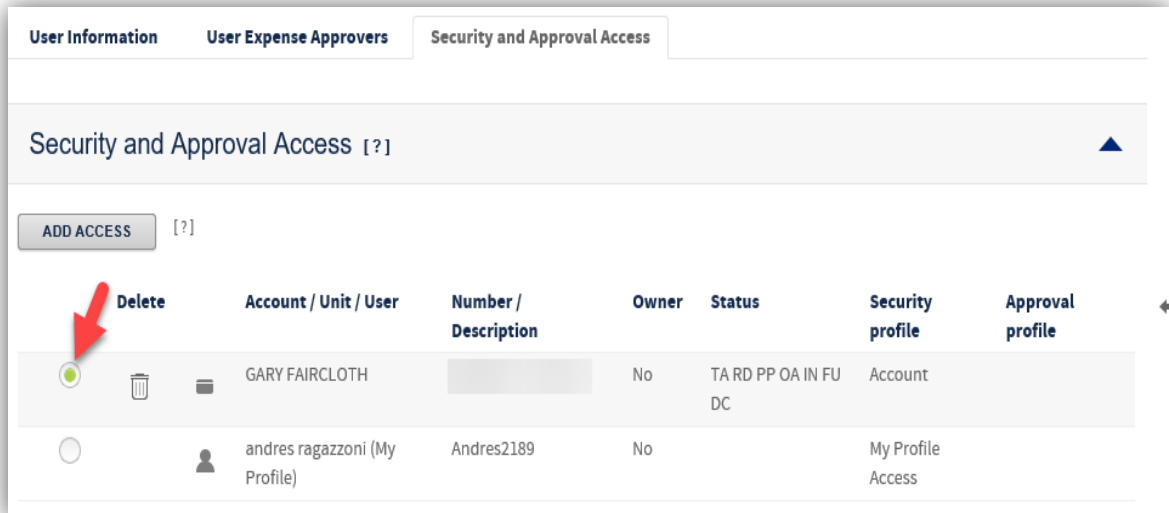 User Information User Expense Approvers Security and Approval Access
Security and Approval Access [?]
ADD ACCESS [?]
Delete Account / Unit / User Number / Description Owner Status Security profile Approval profile
GARY FAIRCLOTH No TA RD PP OA IN FU DC Account
andres ragazzoni (My Profile) Andres2189 No My Profile Access